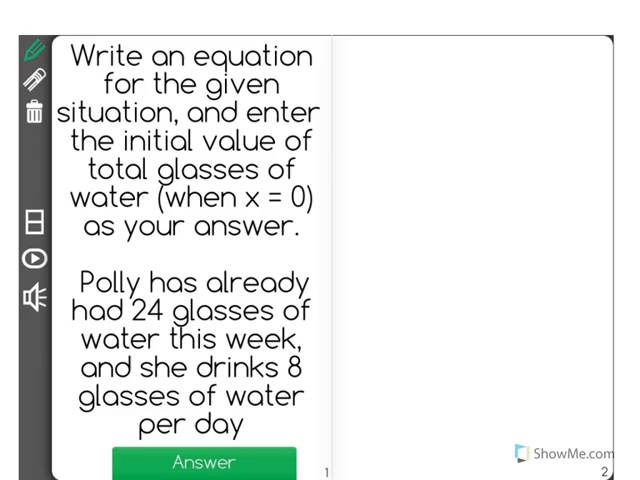 Write an equation
for the given
situation, and enter
the initial value of
total glasses of
water (when x = 0)
as your answer.
Polly has already
had 24 glasses of
water this week,
and she drinks 8
glasses of water
per day
Answer
1
ShowMe.com
2